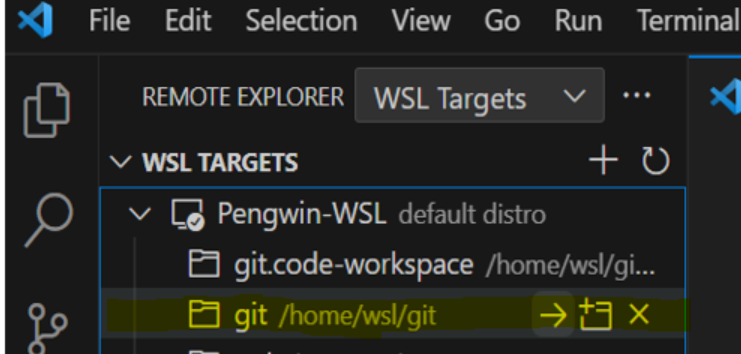 File Edit Selection View Go Run Terminal
REMOTE EXPLORER WSL Targets
WSL TARGETS
Pengwin-WSL default distro
git.code-workspace /home/wsl/gi...
git /home/wsl/git